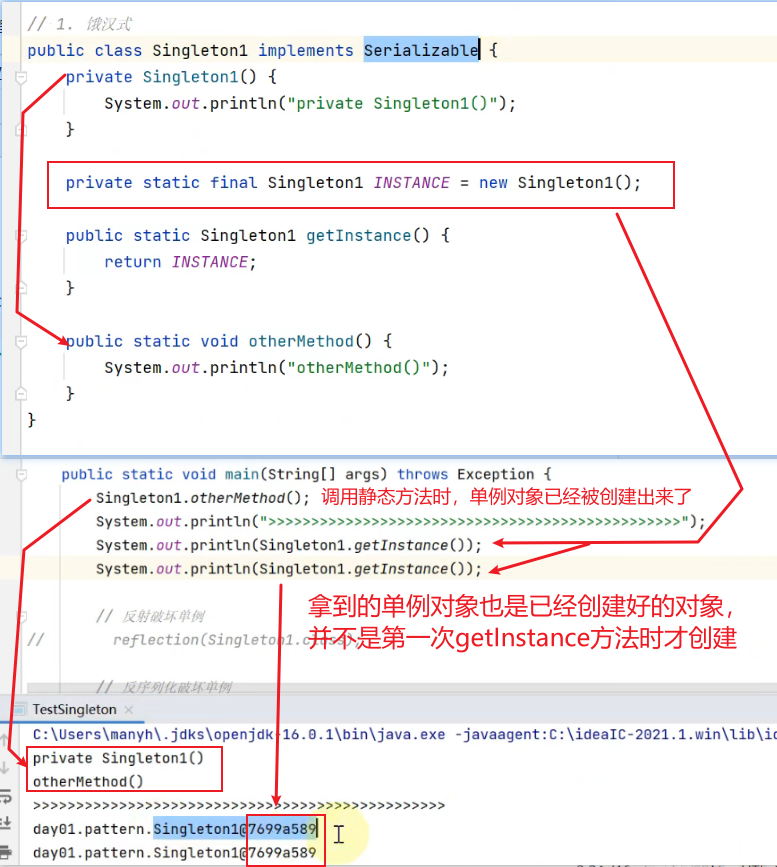 // 1. 饿汉式
public class Singleton1 implements Serializable {
private Singleton1() {
System.out.println("private Singleton1()");
}
private static final Singleton1 INSTANCE = new Singleton1();
public static Singleton1 getInstance() {
return INSTANCE;
}
public static void otherMethod() {
System.out.println("otherMethod()");
}
}
public static void main(String[] args) throws Exception {
Singleton1.otherMethod(); 调用静态方法时，单例对象已经被创建出来了
System.out.println(">>>>>>>>>>>>>>>>>>>>>>>>>>>>>>>>>>>>>>>>>>>>>>>>");
System.out.println(Singleton1.getInstance());
System.out.println(Singleton1.getInstance());
拿到的单例对象也是已经创建好的对象，
// 反射破坏单例
并不是第一次getInstance方法时才创建
// reflection(Singleton1.class);
// 反序列化破坏单例
TestSingleton ×
C:\Users\manyh\.jdks\openjdk-16.0.1\bin\java.exe -javaagent:C:\ideaIC-2021.1.win\lib\
private Singleton1()
otherMethod()
>>>>>>>>>>>>>>>>>>>>>>>>>>>>>>>>>>>>>>>>>>>>>>>>
day01.pattern.Singleton1@7699a589
day01.pattern.Singleton1@7699a589